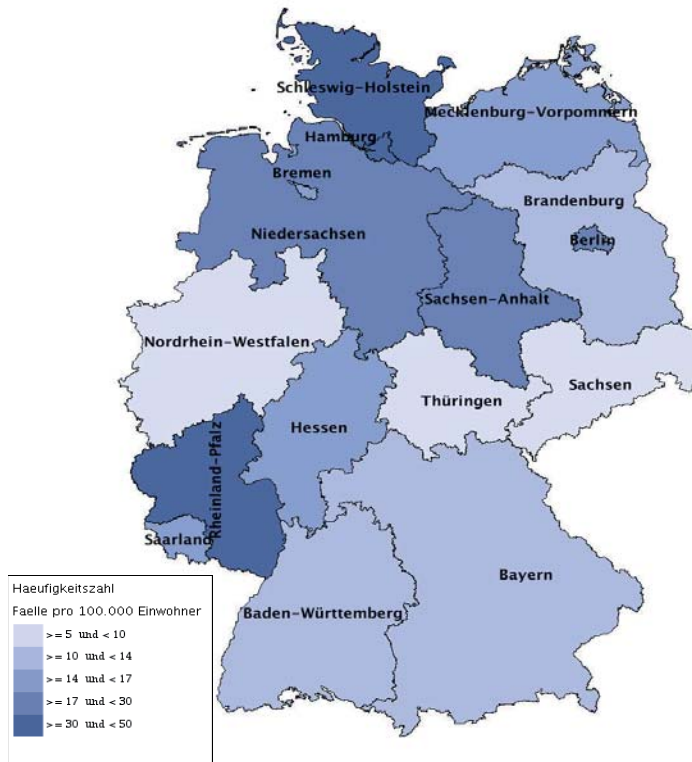 Schleswig-Holstein
Mecklenburg-Vorpommern
Hamburg
Bremen
Brandenburg
Niedersachsen
Berlin
Sachsen-Anhalt
Nordrhein-Westfalen
Sachsen
Thüringen
Hessen
Rheinland-Pfalz
Saarland
Bayern
Baden-Württemberg
Haeufigkeitszahl
Faelle pro 100.000 Einwohner
>= 5 und < 10
>= 10 und < 14
>= 14 und < 17
>= 17 und < 30
>= 30 und < 50